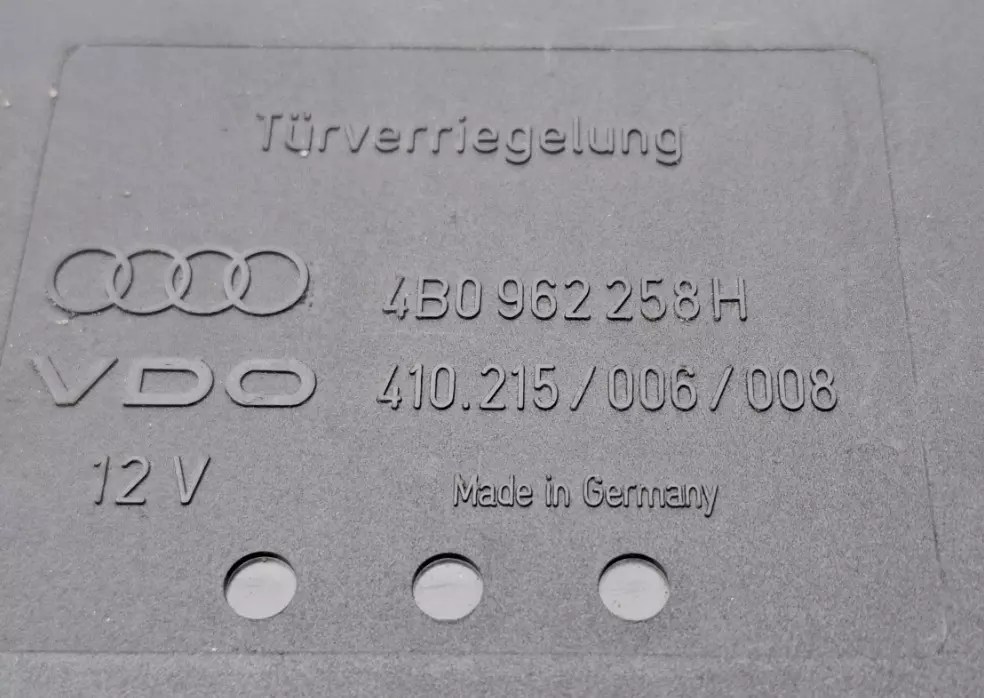 Türverriegelung
4B0 962 258 H
VDO 410.215/006/008
12 V Made in Germany